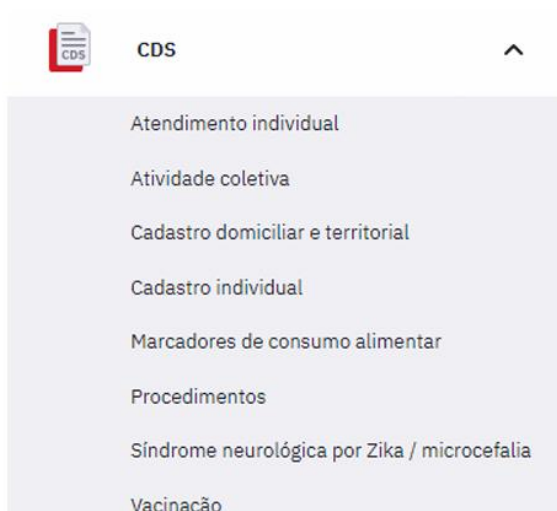 CDS
CDS
Atendimento individual
Atividade coletiva
Cadastro domiciliar e territorial
Cadastro individual
Marcadores de consumo alimentar
Procedimentos
Síndrome neurológica por Zika / microcefalia
Vacinação